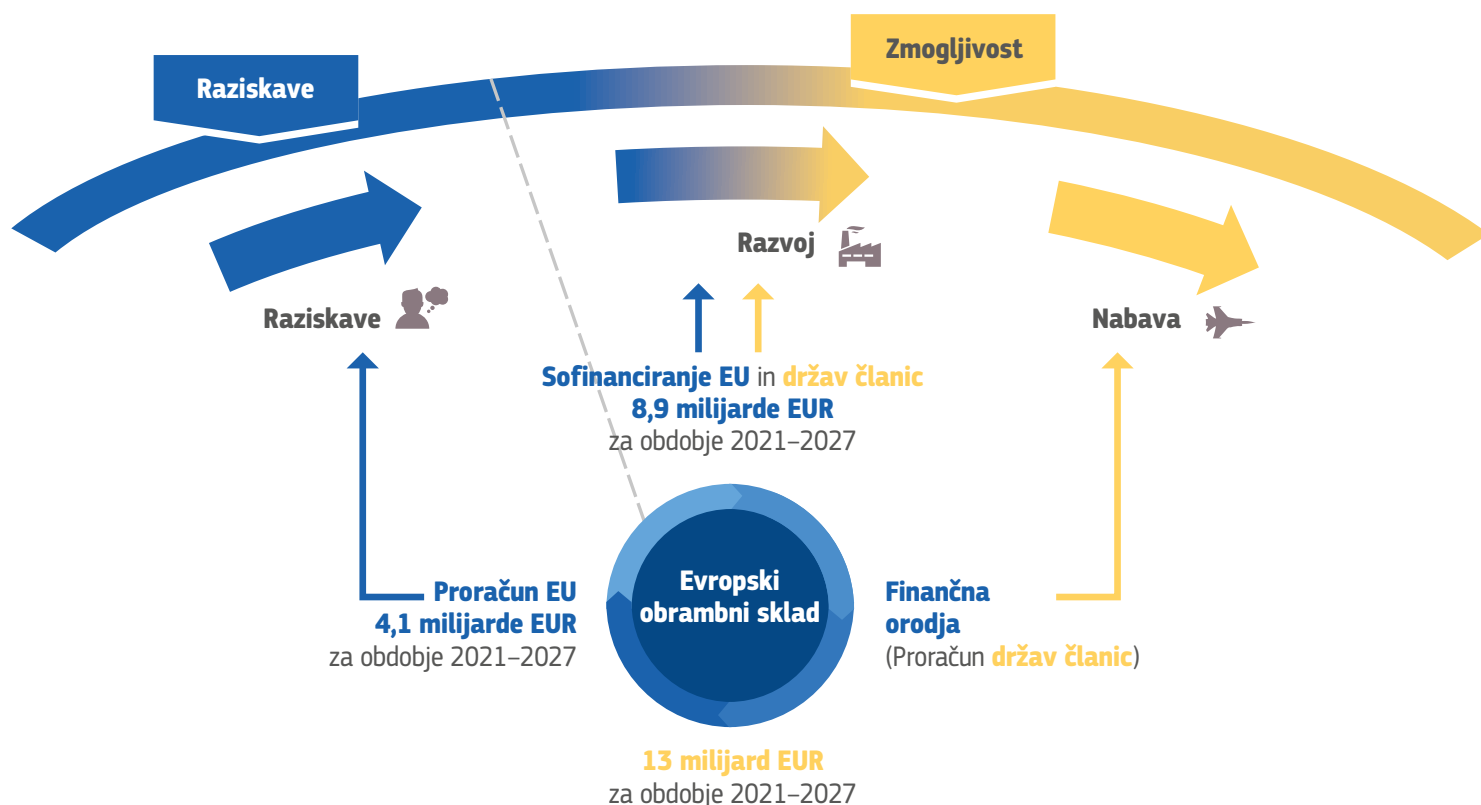 Raziskave
Zmogljivost
Raziskave
Razvoj
Nabava
Sofinanciranje EU in držav članic
8,9 milijarde EUR
za obdobje 2021–2027
Proračun EU
4,1 milijarde EUR
za obdobje 2021–2027
Evropski
obrambni sklad
Finančna
orodja
(Proračun držav članic)
13 milijard EUR
za obdobje 2021–2027